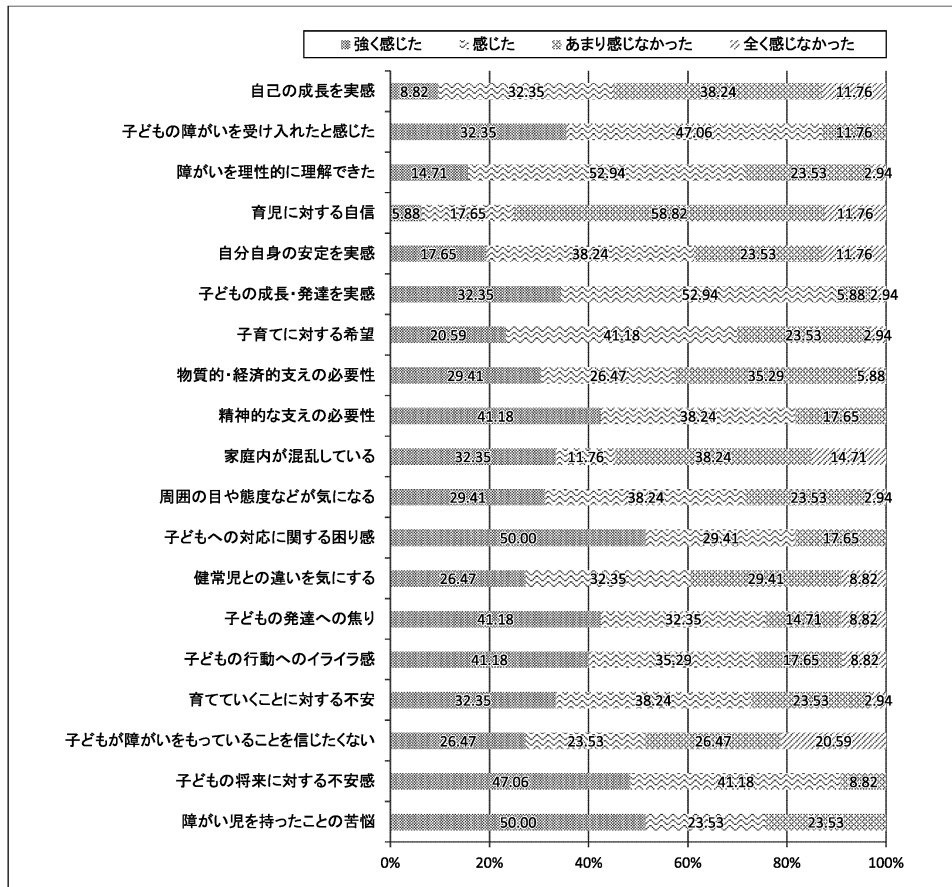 強く感じた 感じた あまり感じなかった 全く感じなかった
自己の成長を実感 8.82 32.35 38.24 11.76
子どもの障がいを受け入れたと感じた 32.35 47.06 11.76
障がいを理性的に理解できた 14.71 52.94 23.53 2.94
育児に対する自信 5.88 17.65 58.82 11.76
自分自身の安定を実感 17.65 38.24 23.53 11.76
子どもの成長・発達を実感 32.35 52.94 5.88 2.94
子育てに対する希望 20.59 41.18 23.53 2.94
物質的・経済的支えの必要性 29.41 26.47 35.29 5.88
精神的な支えの必要性 41.18 38.24 17.65
家庭内が混乱している 32.35 11.76 38.24 14.71
周囲の目や態度などが気になる 29.41 38.24 23.53 2.94
子どもへの対応に関する困り感 50.00 29.41 17.65
健常児との違いを気にする 26.47 32.35 29.41 8.82
子どもの発達への焦り 41.18 32.35 14.71 8.82
子どもの行動へのイライラ感 41.18 35.29 17.65 8.82
育てていくことに対する不安 32.35 38.24 23.53 2.94
子どもが障がいをもっていることを信じたくない 26.47 23.53 26.47 20.59
子どもの将来に対する不安感 47.06 41.18 8.82
障がい児を持ったことの苦悩 50.00 23.53 23.53
0% 20% 40% 60% 80% 100%